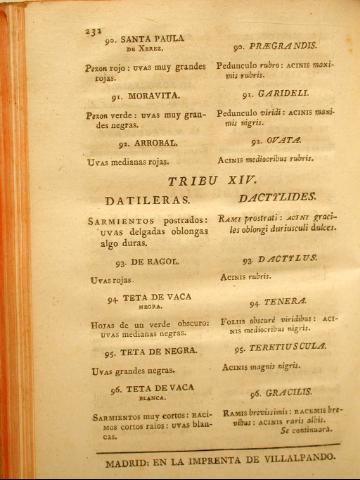 232
90. SANTA PAULA
DE XEREZ.
Pezon rojo: UVAS muy grandes
rojas.
91. MORAVITA.
Pezon verde: UVAS muy gran-
des negras.
92. ARROBAL.
UVAS medianas rojas.
90. PRÆGRANDIS.
Pedunculo rubro: ACINIS maxi-
mis rubris.
91. GARIDELI.
Pedunculo viridi: ACINIS maxi-
mis nigris.
92. OVATA.
ACINIS mediocribus rubris.
TRIBU XIV.
DATILERAS.
SARMIENTOS postrados:
UVAS delgadas oblongas
algo duras.
93. DE RAGOL.
UVAS rojas.
94. TETA DE VACA
NEGRA.
HOJAS de un verde obscuro:
UVAS medianas negras.
95. TETA DE NEGRA.
UVAS grandes negras.
96. TETA DE VACA
BLANCA.
SARMIENTOS muy cortos: RACI-
MOS cortos raios: UVAS blan-
cas.
DACTYLIDES.
RAMI prostrati: ACINI graci-
les oblongi duriusculi dulces.
93. DACTYLUS.
ACINIS rubris.
94. TENERA.
FOLIIS obscuré viridibus: ACI-
NIS mediocribus nigris.
95. TERETIUSCULA.
ACINIS magnis nigris.
96. GRACILIS.
RAMIS brevissimis: RACEMIS bre-
vibus: ACINIS raris albis.
Se continuará.
MADRID: EN LA IMPRENTA DE VILLALPANDO.